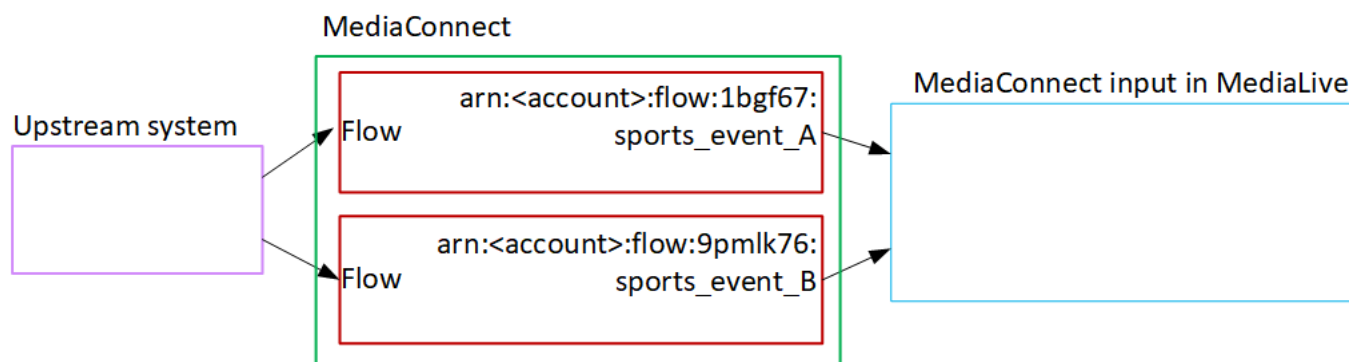 MediaConnect
MediaConnect input in MediaLive
Upstream system
arn:<account>:flow:1bgf67:
Flow
sports_event_A
arn:<account>:flow:9pmlk76:
Flow
sports_event_B